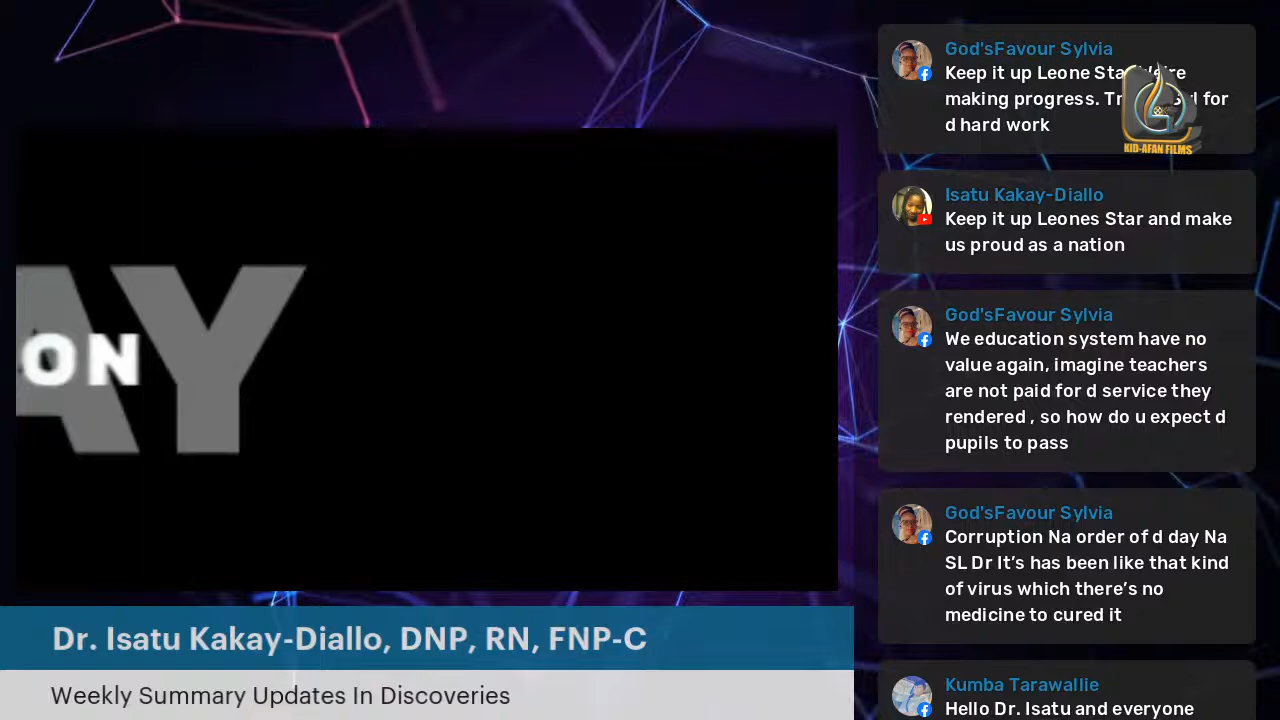 AY
ON
Dr. Isatu Kakay-Diallo, DNP, RN, FNP-C
Weekly Summary Updates In Discoveries
God'sFavour Sylvia
Keep it up Leone
making progress. for
d hard work
KID-AFAN FILMS
Isatu Kakay-Diallo
Keep it up Leones Star and make
us proud as a nation
God'sFavour Sylvia
We education system have no
value again, imagine teachers
are not paid for d service they
rendered , so how do u expect d
pupils to pass
God'sFavour Sylvia
Corruption Na order of d day Na
SL Dr It’s has been like that kind
of virus which there’s no
medicine to cured it
Kumba Tarawallie
Hello Dr. Isatu and everyone